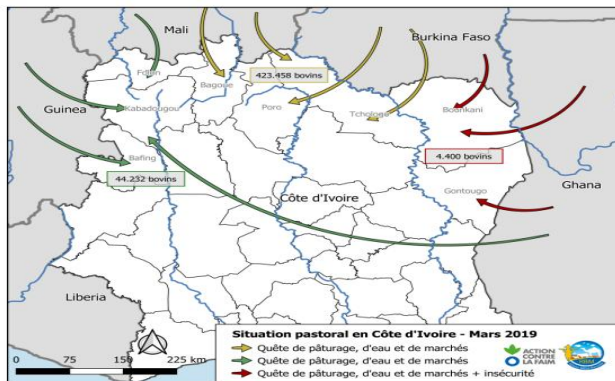 Mali
Burkina Faso
Folon
Bagoue
423.458 bovins
Guinea
Kabadougou
Poro
Tchologo
Bounkani
Bafing
4.400 bovins
44.232 bovins
Gontougo
Côte d'Ivoire
Ghana
Liberia
Situation pastoral en Côte d'Ivoire - Mars 2019
Quête de pâturage, d'eau et de marchés
Quête de pâturage, d'eau et de marchés
Quête de pâturage, d'eau et de marchés + insécurité
ACTION
CONTRE
LA FAIM
0 75 150 225 km